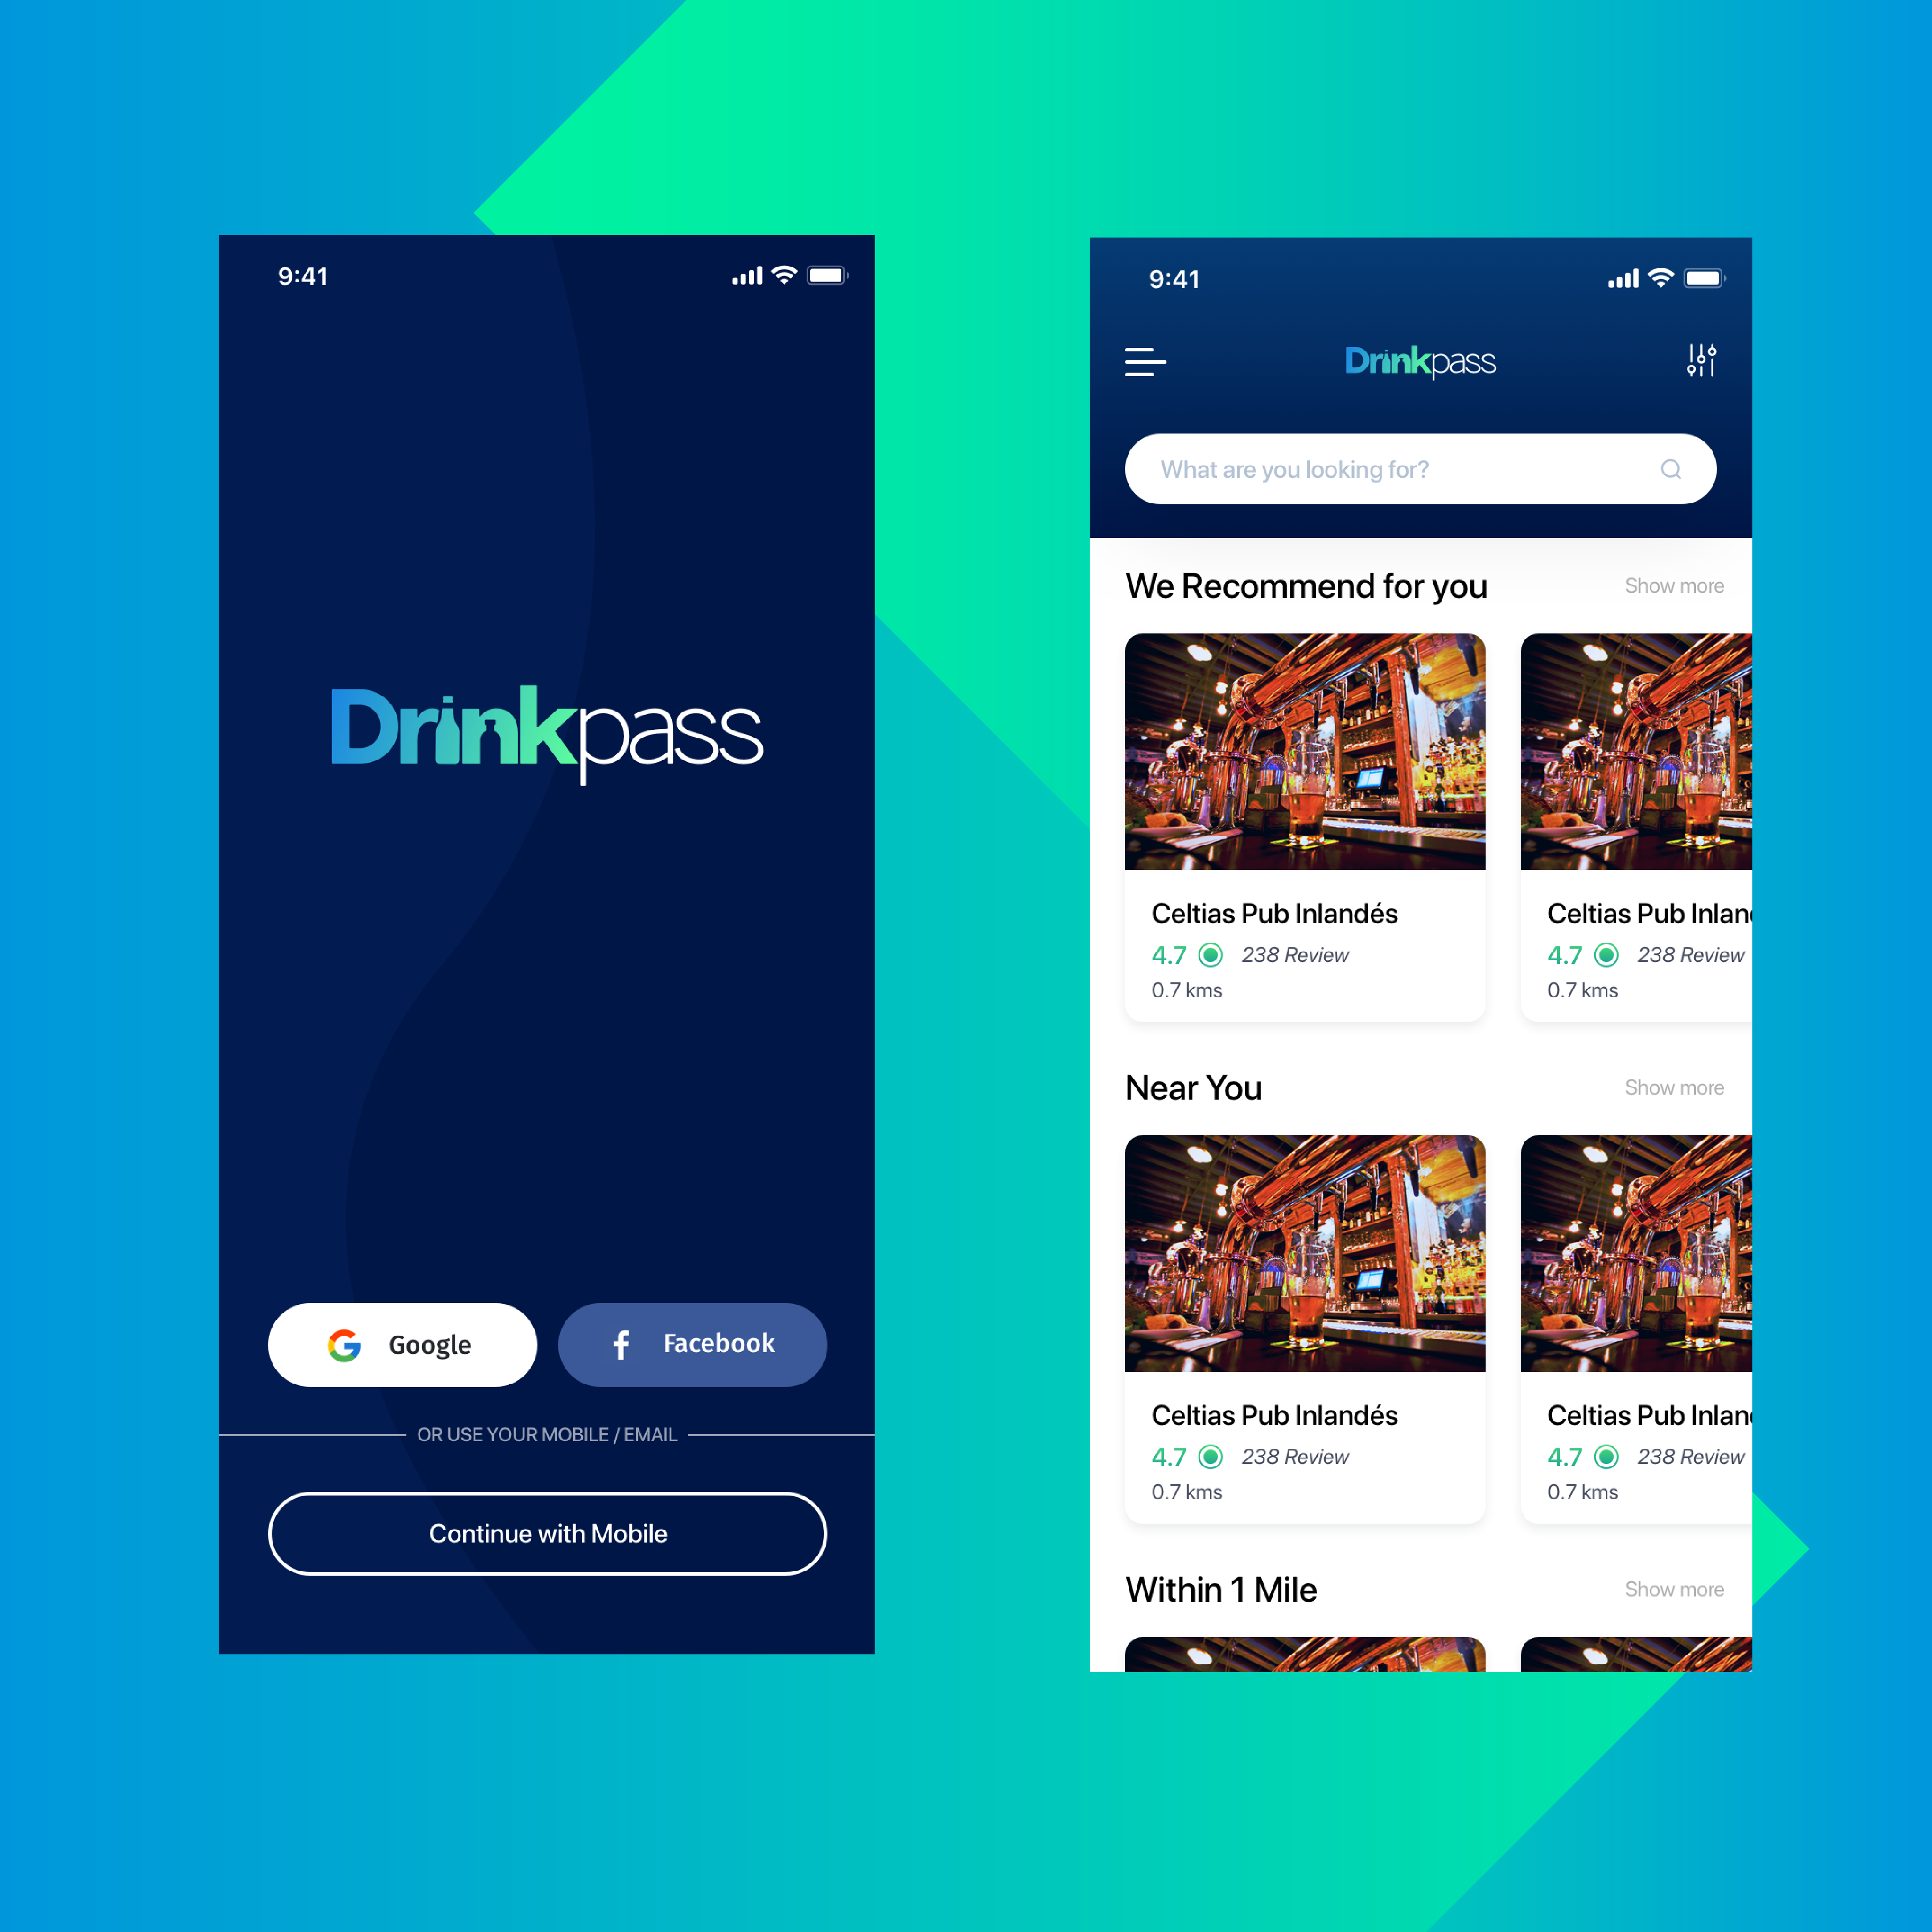 9:41
Drinkpass
Google
Facebook
OR USE YOUR MOBILE / EMAIL
Continue with Mobile
9:41
Drinkpass
What are you looking for?
We Recommend for you
Show more
Celtias Pub Inlandés
Celtias Pub Inlan
4.7 238 Review
4.7 238 Review
0.7 kms
0.7 kms
Near You
Show more
Celtias Pub Inlandés
Celtias Pub Inlan
4.7 238 Review
4.7 238 Review
0.7 kms
0.7 kms
Within 1 Mile
Show more